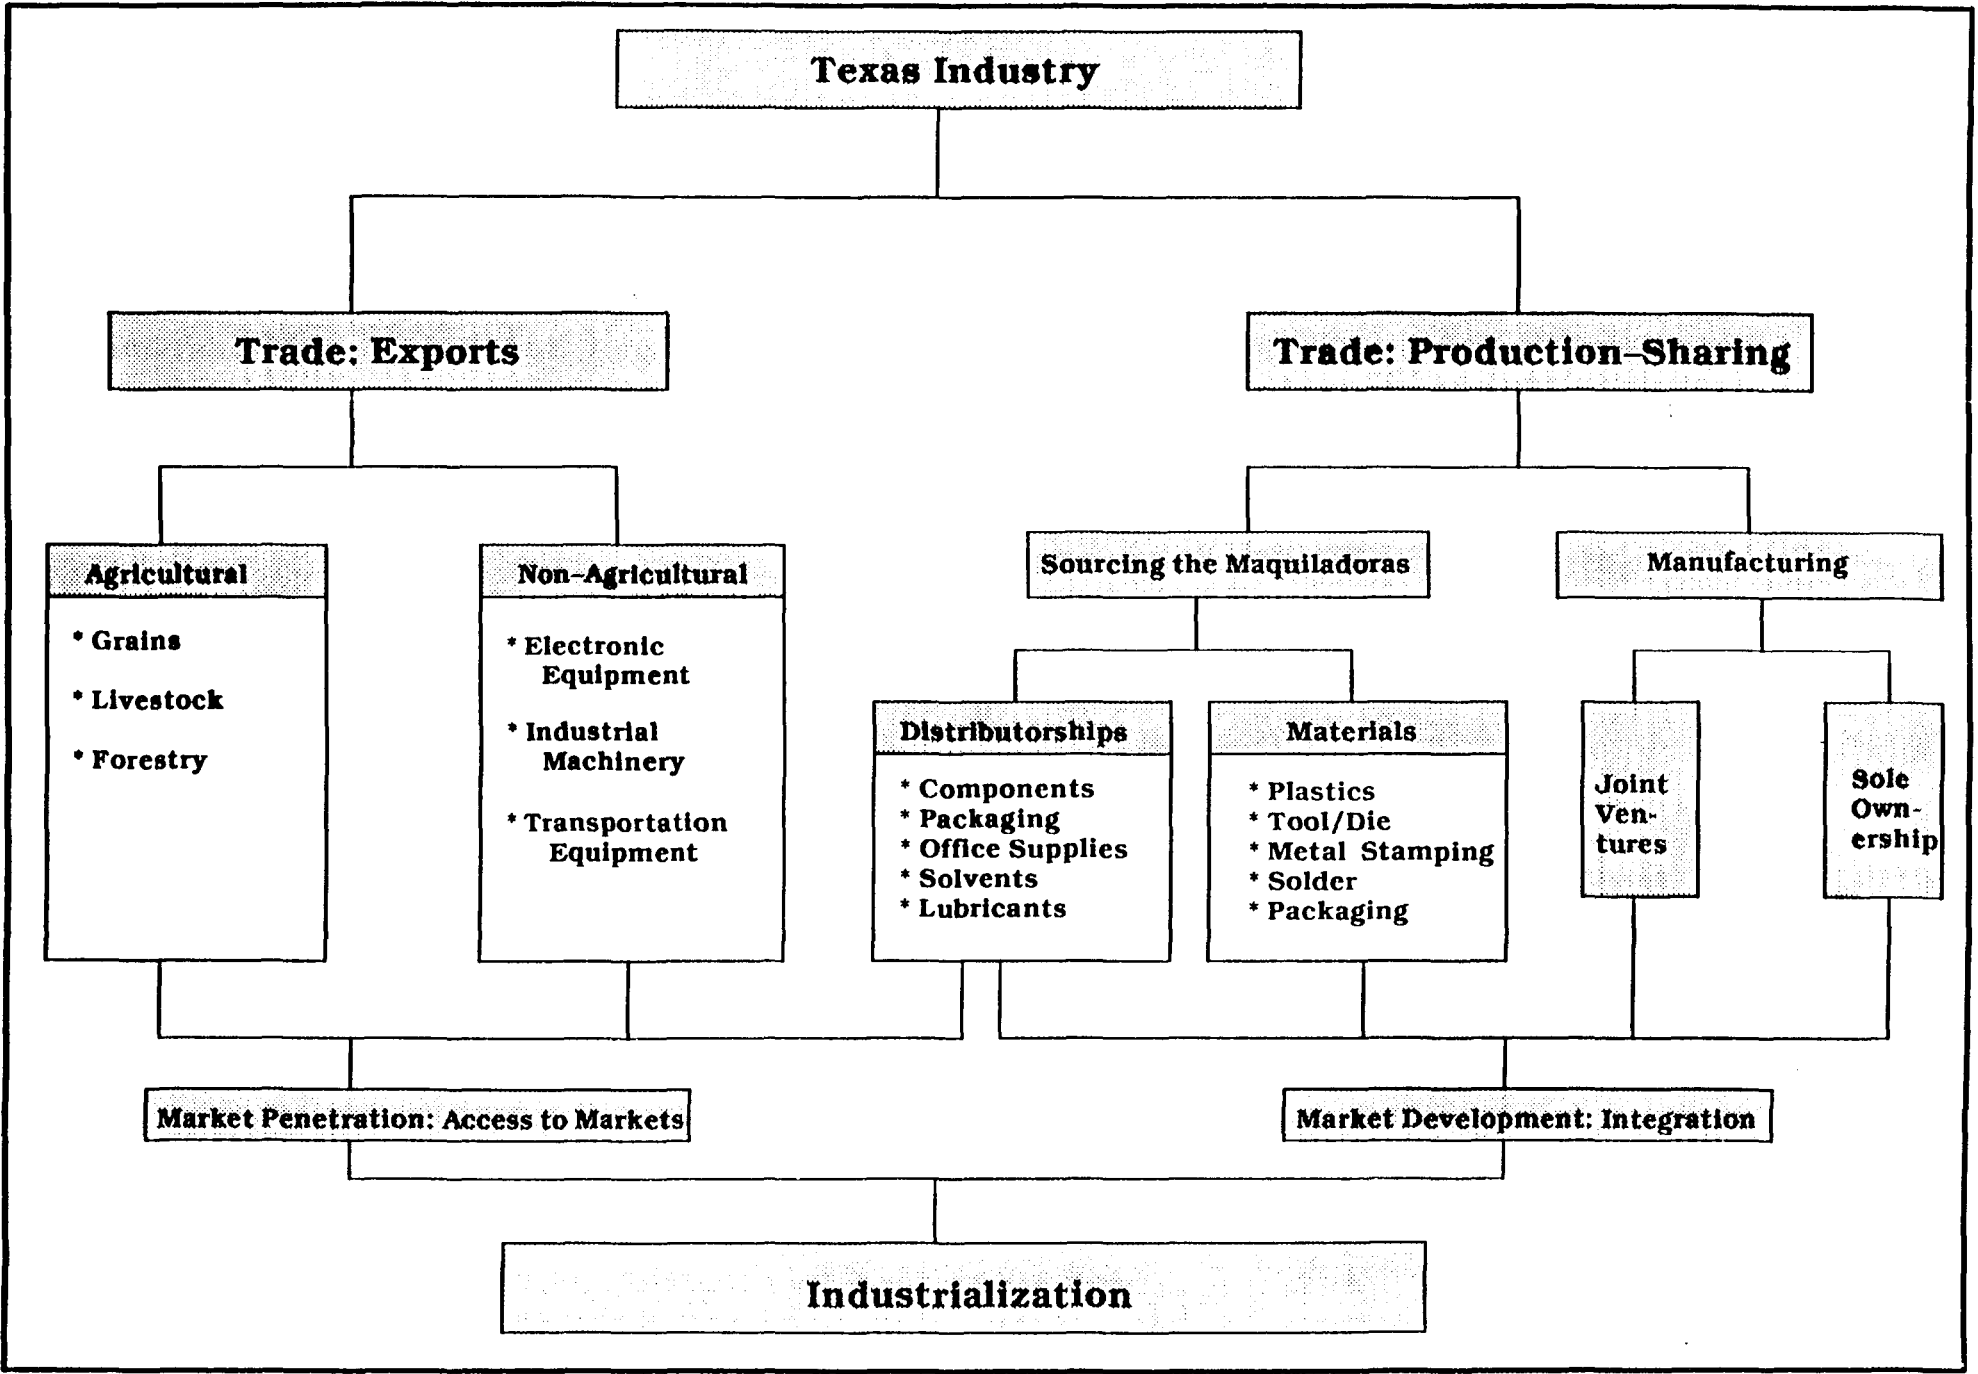 Texas Industry
Trade: Exports
Trade: Production-Sharing
Agricultural
* Grains
* Livestock
* Forestry
Non-Agricultural
* Electronic
Equipment
* Industrial
Machinery
* Transportation
Equipment
Sourcing the Maquiladoras
Manufacturing
Distributorships
* Components
* Packaging
* Office Supplies
* Solvents
* Lubricants
Materials
* Plastics
* Tool/Die
* Metal Stamping
* Solder
* Packaging
Joint
Ven-
tures
Sole
Own-
ership
Market Penetration: Access to Markets
Market Development: Integration
Industrialization